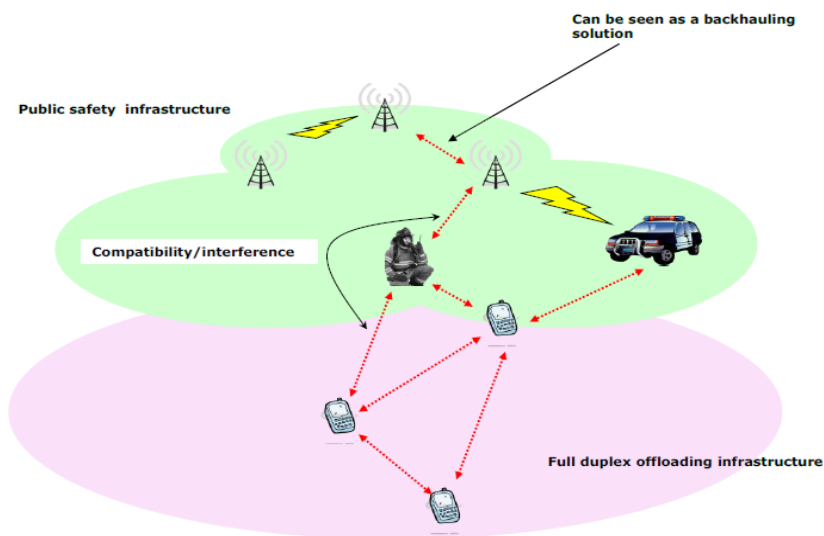 Can be seen as a backhauling
solution
Public safety infrastructure
Compatibility/interference
Full duplex offloading infrastructure